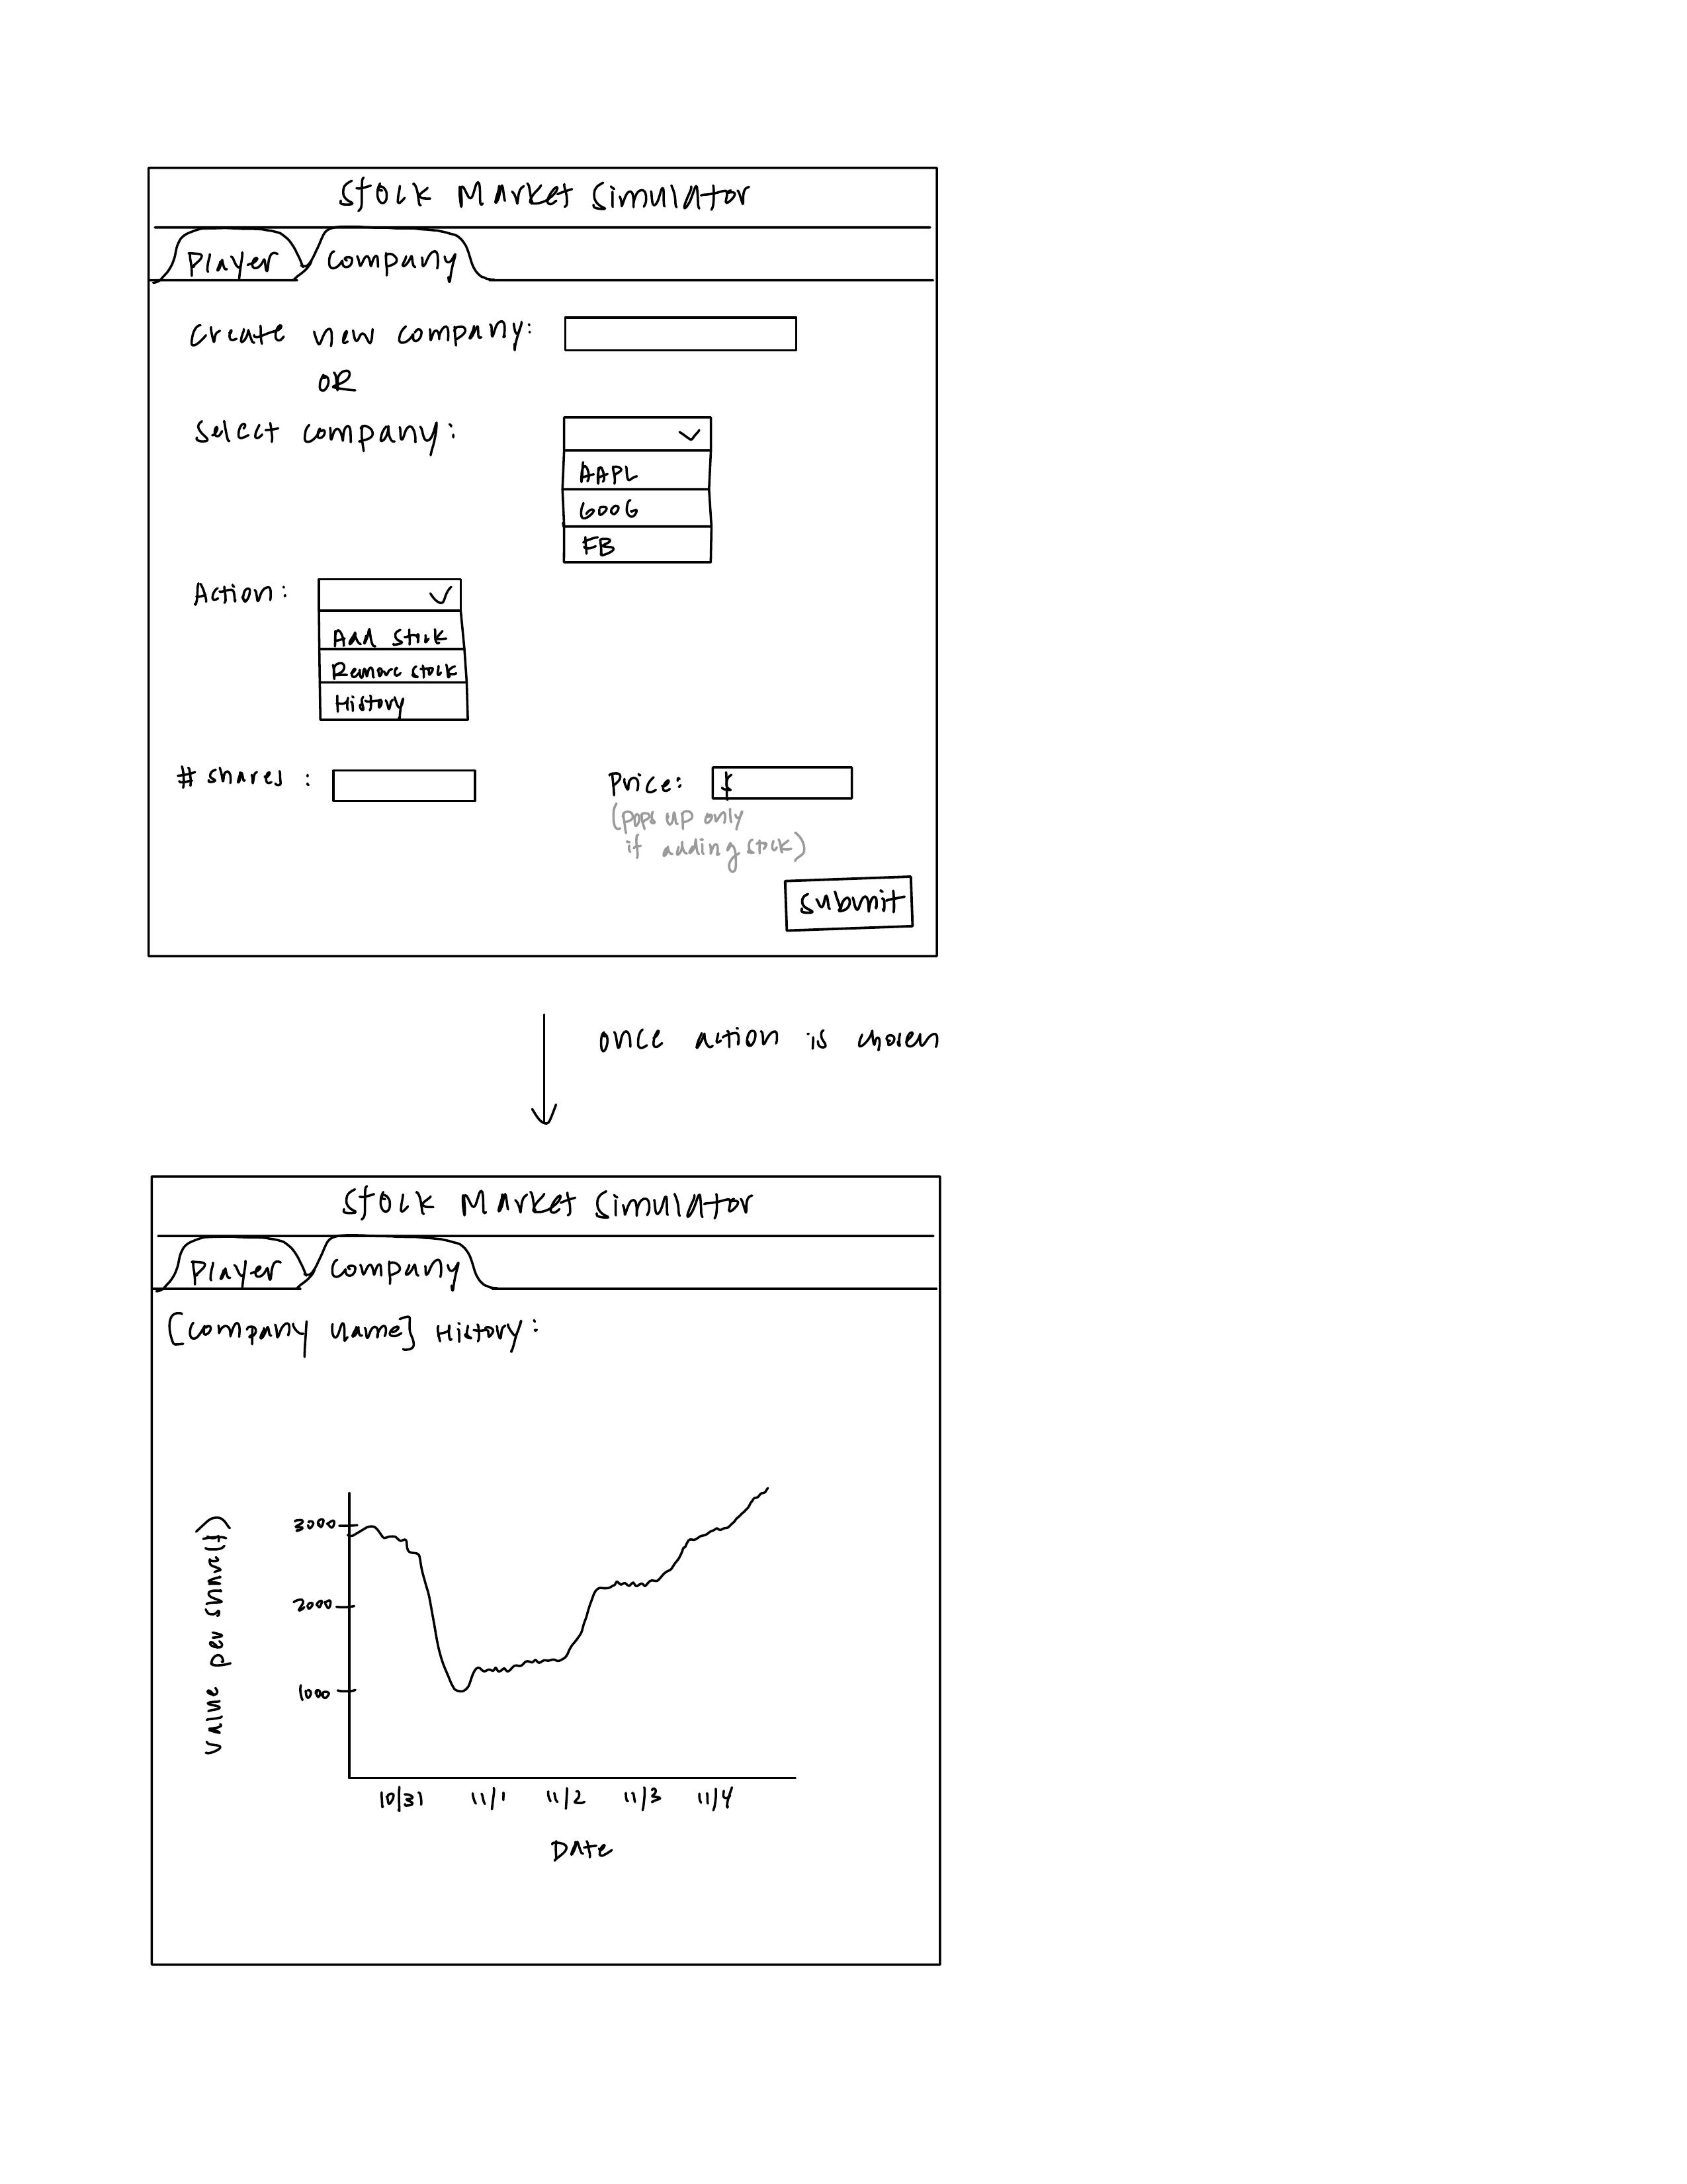 Stock Market Simulator
Player Company
Create new company:
OR
Select company:
AAPL
GOOG
FB
Action:
Add stock
Remove stock
History
# shares : Price: $
(pops up only
if adding stock)
Submit
once action is chosen
Stock Market Simulator
Player Company
[Company Name] History:
Value per share($)
3000
2000
1000
10/31 11/1 11/2 11/3 11/4
Date